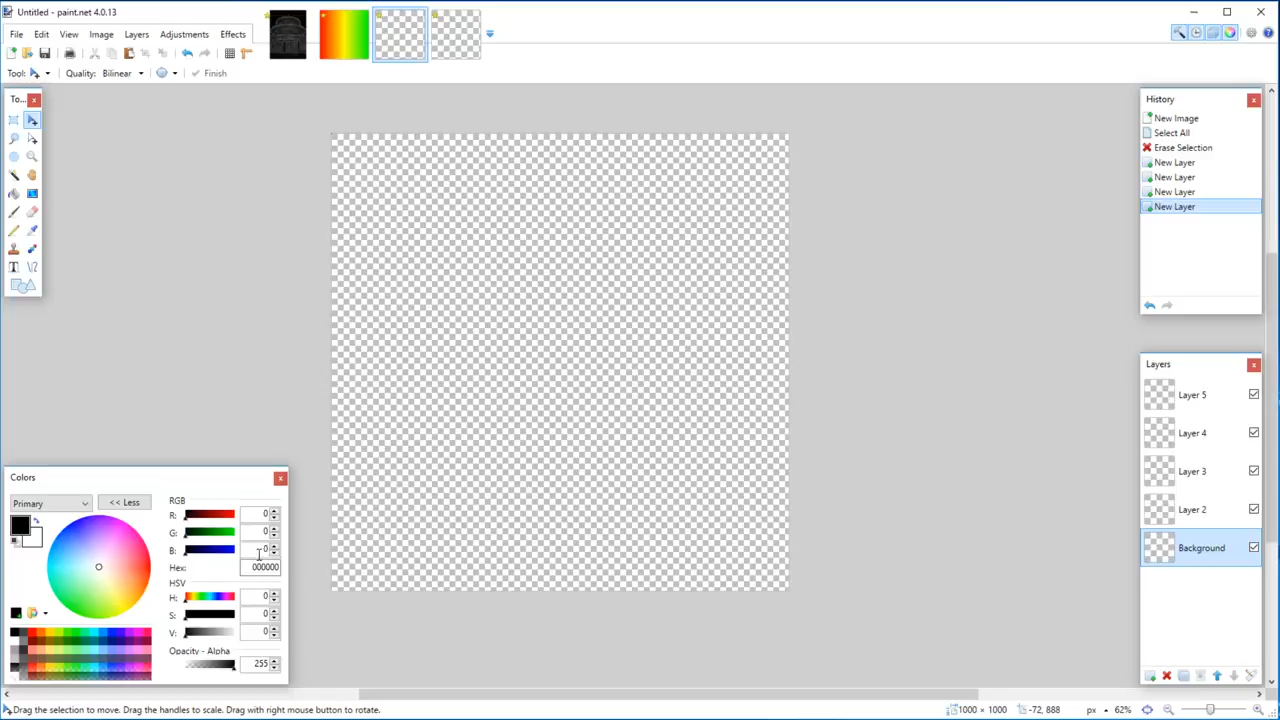 Untitled - paint.net 4.0.13
File Edit View Image Layers Adjustments Effects
Tool: Quality: Bilinear Finish
To...
History
New Image
Select All
Erase Selection
New Layer
New Layer
New Layer
New Layer
Layers
Layer 5
Layer 4
Layer 3
Layer 2
Background
Colors
Primary << Less
RGB
R: 0
G: 0
B: 0
Hex: 000000
HSV
H: 0
S: 0
V: 0
Opacity - Alpha
255
Drag the selection to move. Drag the handles to scale. Drag with right mouse button to rotate. 1000 × 1000 -72, 888 px 62%